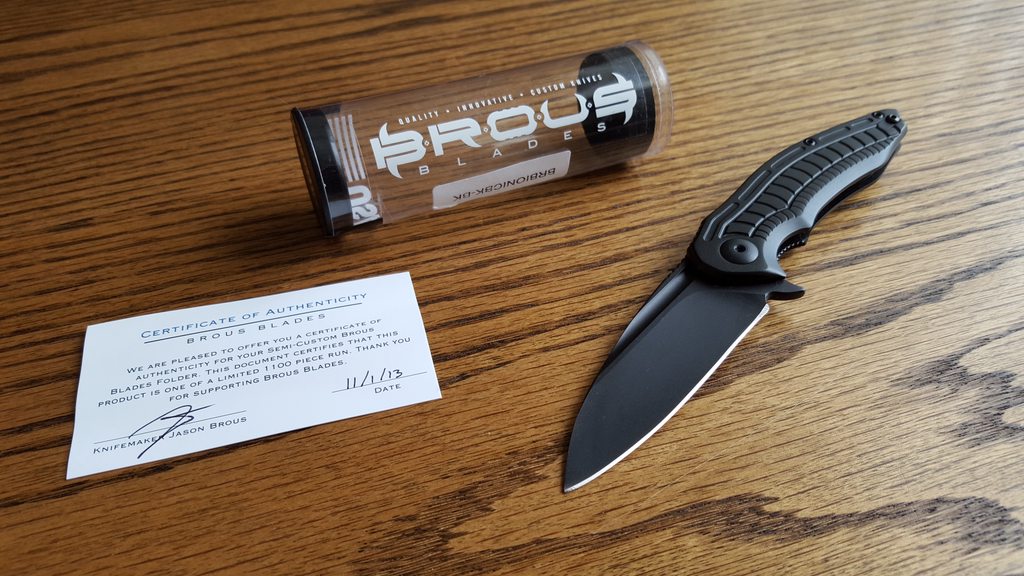 QUALITY • INNOVATIVE • CUSTOM KNIVES
BROUS
BLADES
BRBIONICBK-BK
CERTIFICATE OF AUTHENTICITY
BROUS BLADES
WE ARE PLEASED TO OFFER YOU A CERTIFICATE OF
AUTHENTICITY FOR YOUR SEMI-CUSTOM BROUS
BLADES FOLDER. THIS DOCUMENT CERTIFIES THAT THIS
PRODUCT IS ONE OF A LIMITED 1100 PIECE RUN. THANK YOU
FOR SUPPORTING BROUS BLADES.
11/1/13
KNIFEMAKER JASON BROUS
DATE